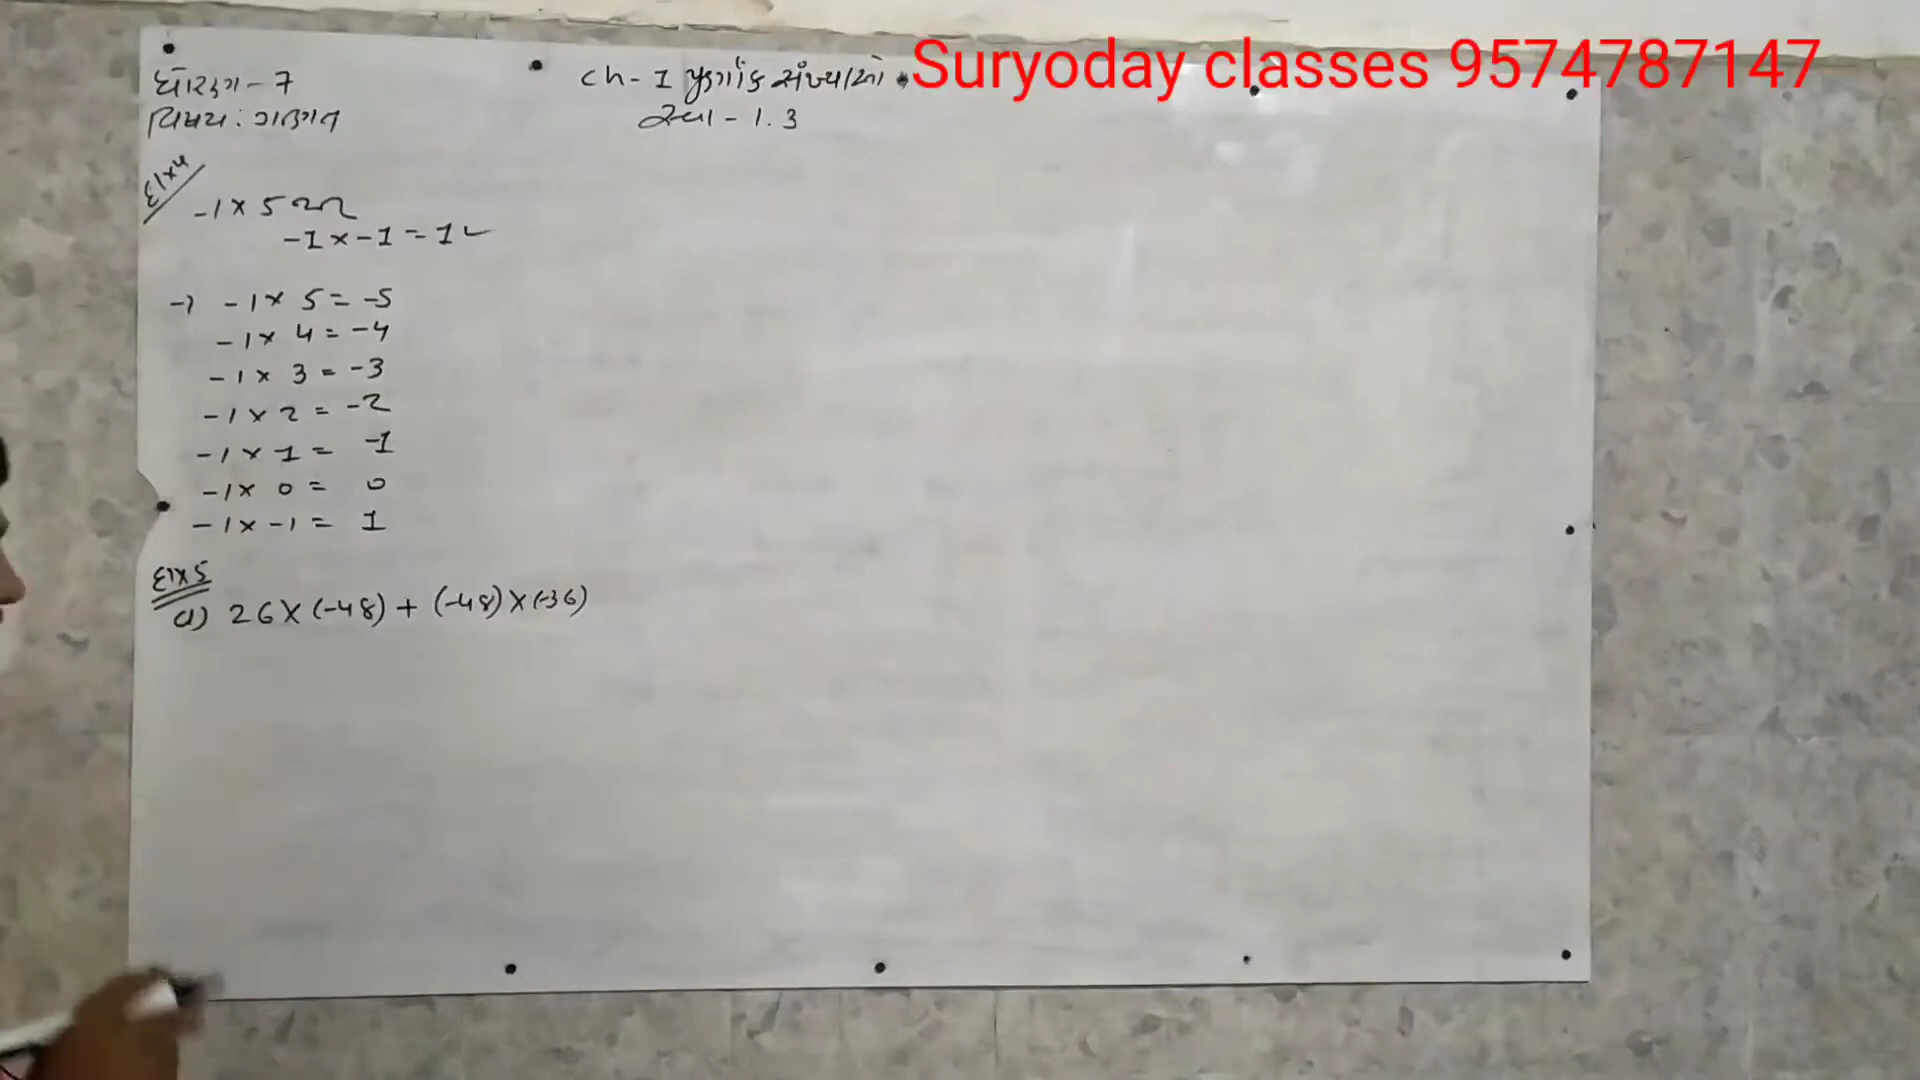 Suryoday classes 9574787147
ધોરણ - 7
Ch - 1 પૂર્ણાંક સંખ્યાઓ
વિષય : ગણિત
સ્વા - 1.3
દાખ 4
-1 × 5
-1 × -1 = 1
→ -1 × 5 = -5
-1 × 4 = -4
-1 × 3 = -3
-1 × 2 = -2
-1 × 1 = -1
-1 × 0 = 0
-1 × -1 = 1
દાખ 5
a) 26 × (-48) + (-48) × (-36)